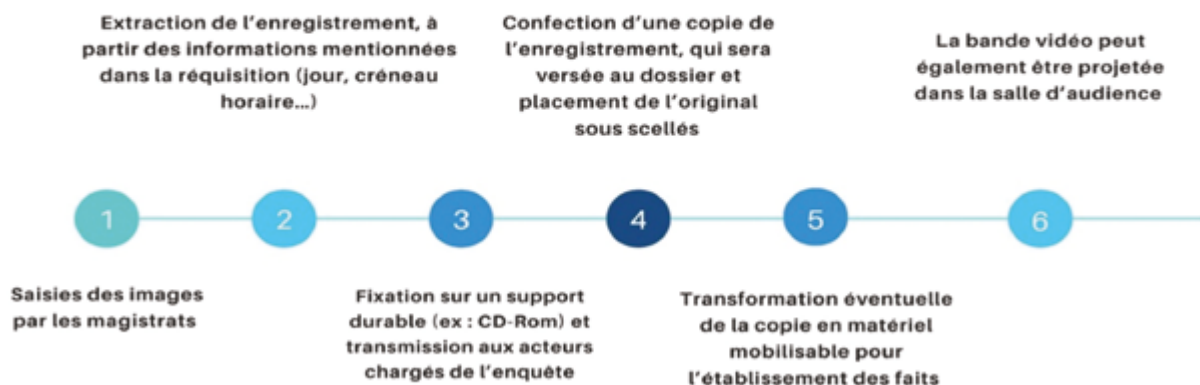 Extraction de l'enregistrement, à
partir des informations mentionnées
dans la réquisition (jour, créneau
horaire...)
Confection d'une copie de
l'enregistrement, qui sera
versée au dossier et
placement de l'original
sous scellés
La bande vidéo peut
également être projetée
dans la salle d'audience
1
2
3
4
5
6
Saisies des images
par les magistrats
Fixation sur un support
durable (ex : CD-Rom) et
transmission aux acteurs
chargés de l'enquête
Transformation éventuelle
de la copie en matériel
mobilisable pour
l'établissement des faits